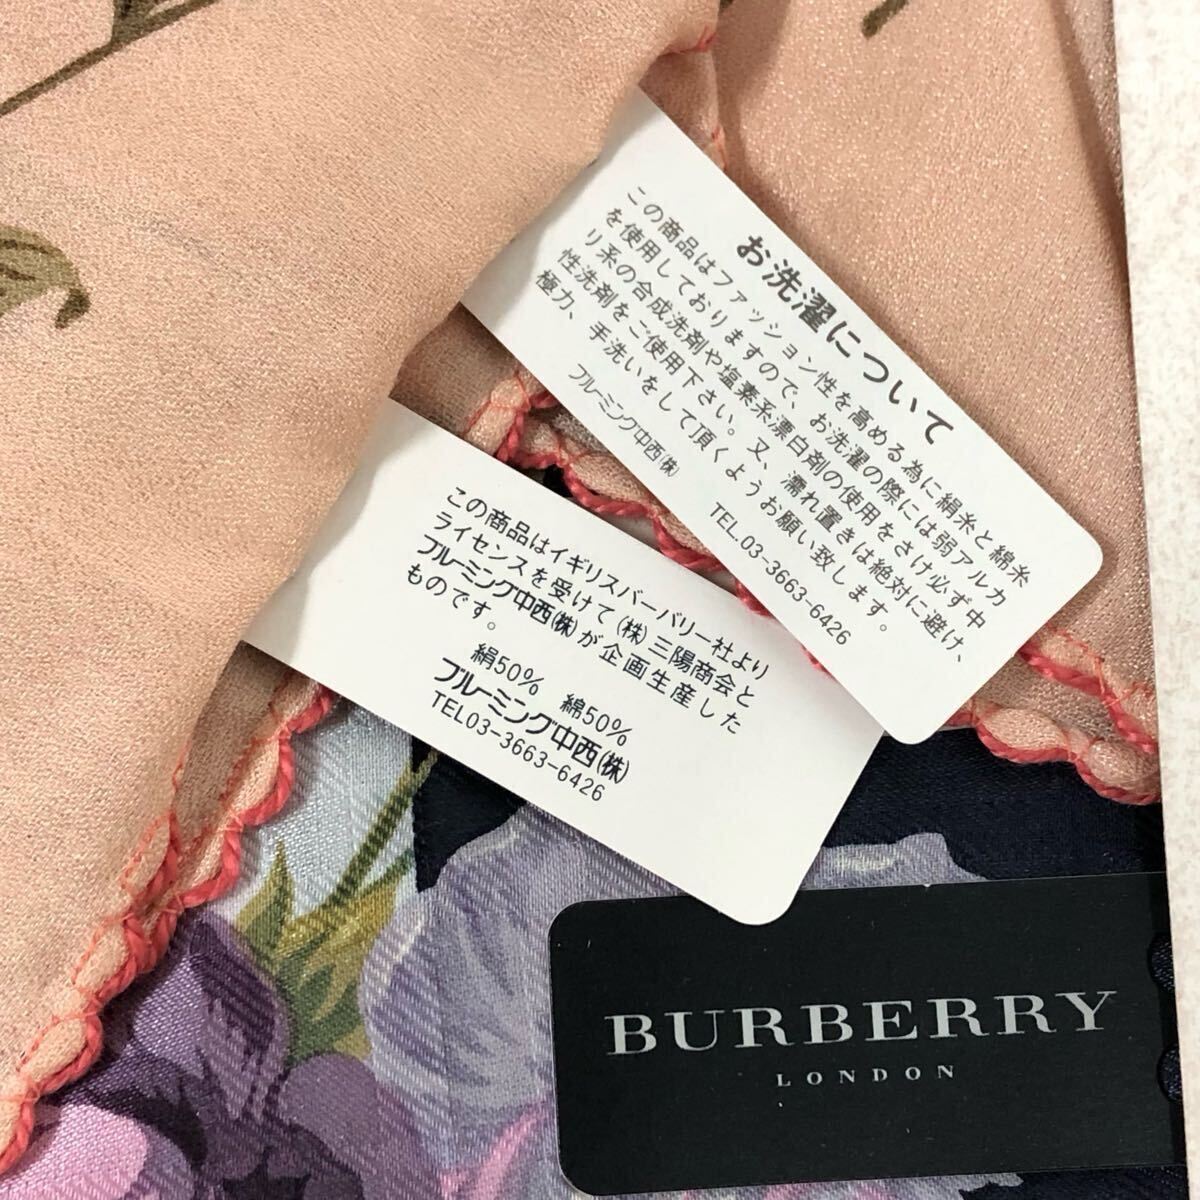 お洗濯について
この商品はファッション性を高める為に絹糸と綿糸
を使用しておりますので、お洗濯の際には弱アルカ
リ系の合成洗剤や塩素系漂白剤の使用をさけ必ず中
性洗剤をご使用下さい。又、濡れ置きは絶対に避け、
極力、手洗いをして頂くようお願い致します。
ブルーミング中西㈱ TEL.03-3663-6426
この商品はイギリスバーバリー社より
ライセンスを受けて(株)三陽商会と
ブルーミング中西㈱が企画生産した
ものです。
絹50% 綿50%
ブルーミング中西㈱
TEL03-3663-6426
BURBERRY
LONDON